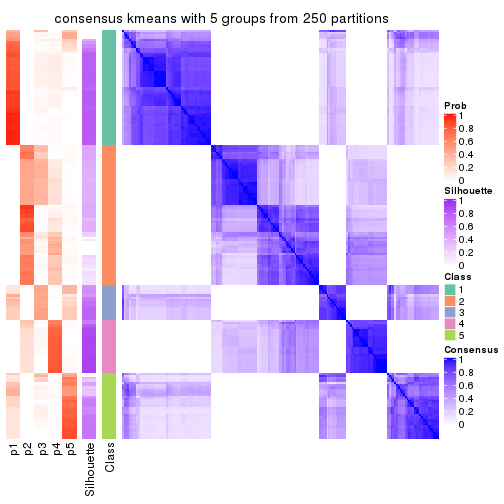 consensus kmeans with 5 groups from 250 partitions
Prob
1
0.8
0.6
0.4
0.2
0
Silhouette
1
0.8
0.6
0.4
0.2
0
Class
1
2
3
4
5
Consensus
1
0.8
0.6
0.4
0.2
0
p1
p2
p3
p4
p5
Silhouette
Class